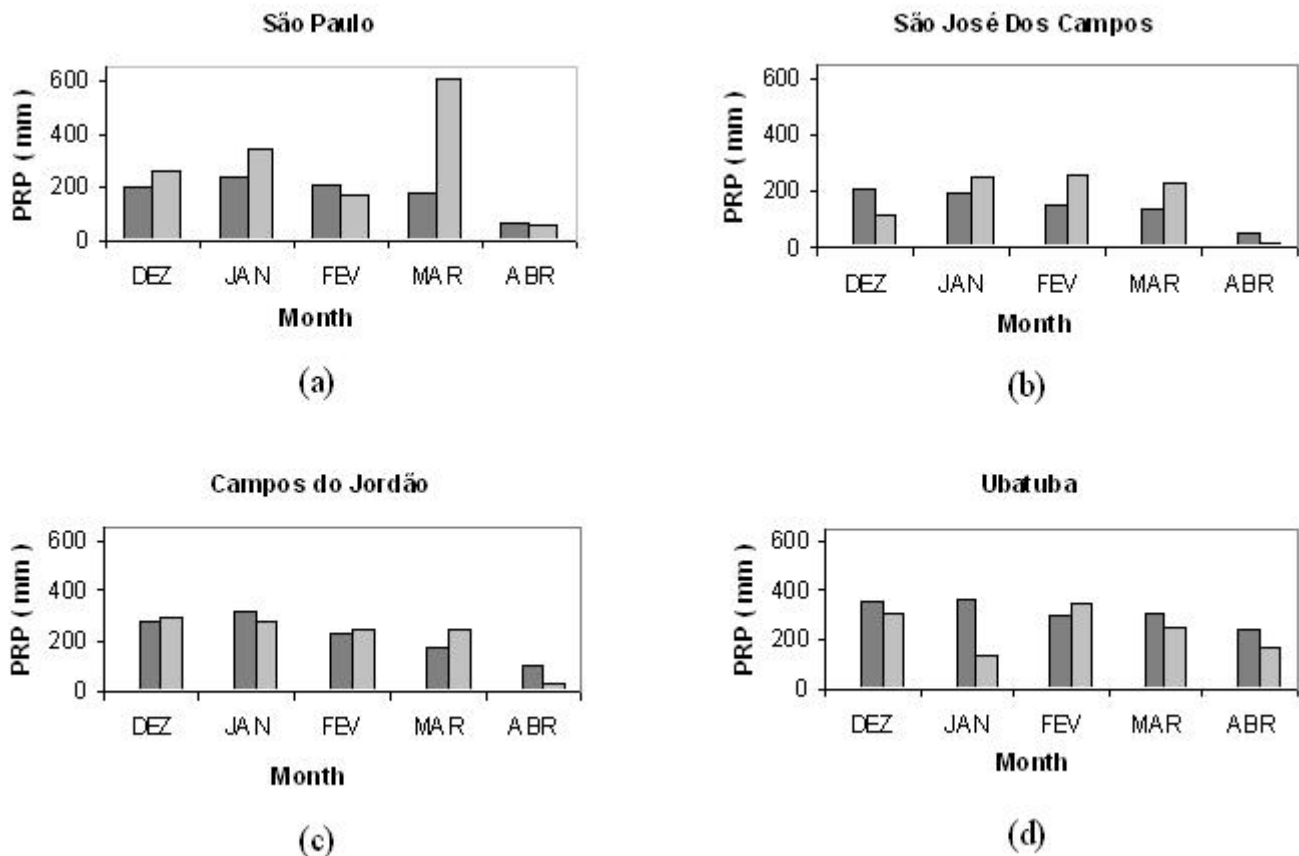 São Paulo
PRP ( mm )
600
400
200
0
DEZ JAN FEV MAR ABR
Month
(a)
São José Dos Campos
PRP ( mm )
600
400
200
0
DEZ JAN FEV MAR ABR
Month
(b)
Campos do Jordão
PRP ( mm )
600
400
200
0
DEZ JAN FEV MAR ABR
Month
(c)
Ubatuba
PRP ( mm )
600
400
200
0
DEZ JAN FEV MAR ABR
Month
(d)